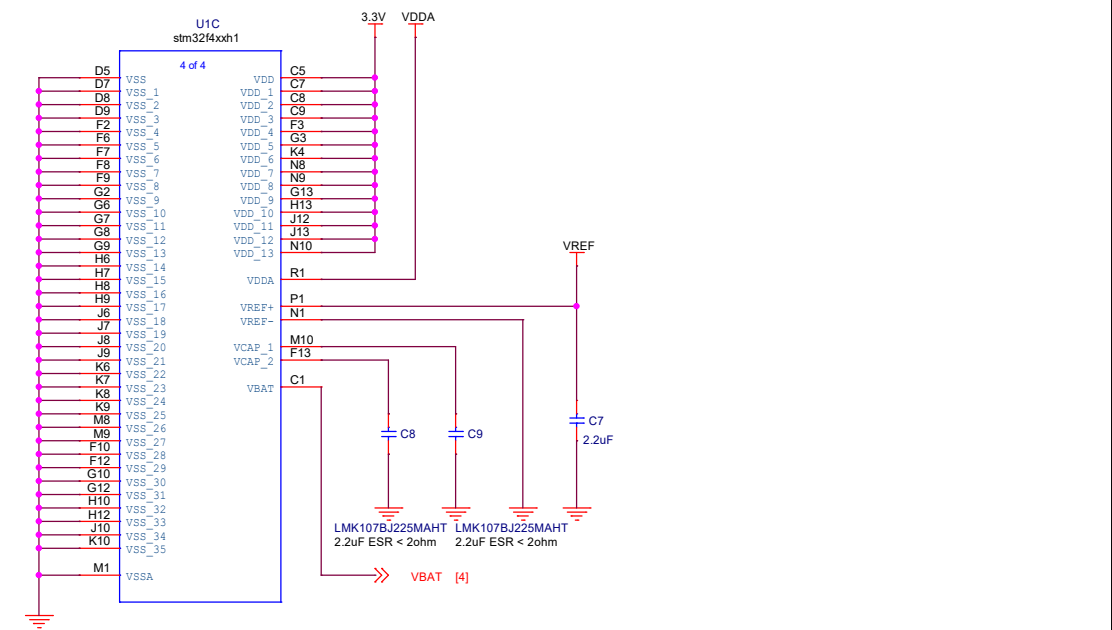 3.3V VDDA
U1C
stm32f4xxh1
4 of 4
D5 VSS VDD C5
D7 VSS_1 VDD_1 C7
D8 VSS_2 VDD_2 C8
D9 VSS_3 VDD_3 C9
F2 VSS_4 VDD_4 F3
F6 VSS_5 VDD_5 G3
F7 VSS_6 VDD_6 K4
F8 VSS_7 VDD_7 N8
F9 VSS_8 VDD_8 N9
G2 VSS_9 VDD_9 G13
G6 VSS_10 VDD_10 H13
G7 VSS_11 VDD_11 J12
G8 VSS_12 VDD_12 J13
G9 VSS_13 VDD_13 N10
VREF
H6 VSS_14
H7 VSS_15 VDDA R1
H8 VSS_16
H9 VSS_17 VREF+ P1
J6 VSS_18 VREF- N1
J7 VSS_19
J8 VSS_20 VCAP_1 M10
J9 VSS_21 VCAP_2 F13
K6 VSS_22
K7 VSS_23 VBAT C1
K8 VSS_24
K9 VSS_25
M8 VSS_26
M9 VSS_27
F10 VSS_28
F12 VSS_29
G10 VSS_30
G12 VSS_31
H10 VSS_32
H12 VSS_33
J10 VSS_34
K10 VSS_35
M1 VSSA
C7
2.2uF
C8 C9
LMK107BJ225MAHT LMK107BJ225MAHT
2.2uF ESR < 2ohm 2.2uF ESR < 2ohm
VBAT [4]